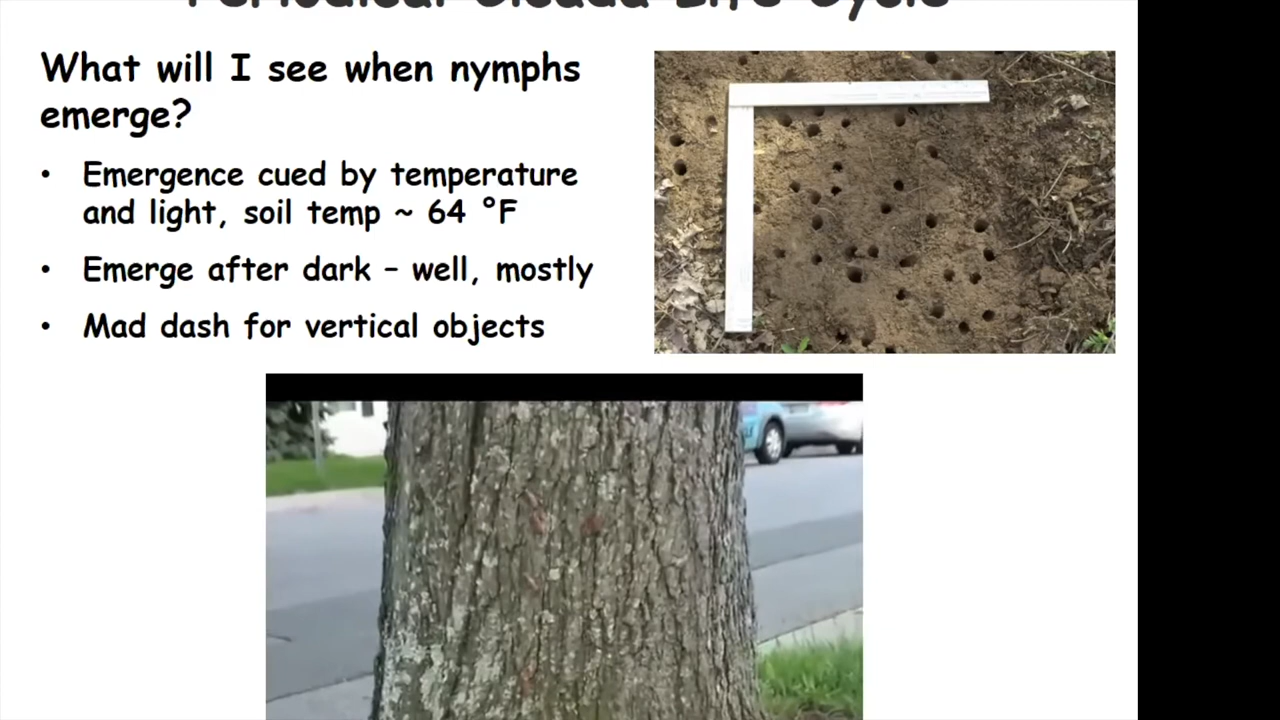 Periodical Cicada Life Cycle
What will I see when nymphs
emerge?
• Emergence cued by temperature
and light, soil temp ~ 64 °F
• Emerge after dark – well, mostly
• Mad dash for vertical objects